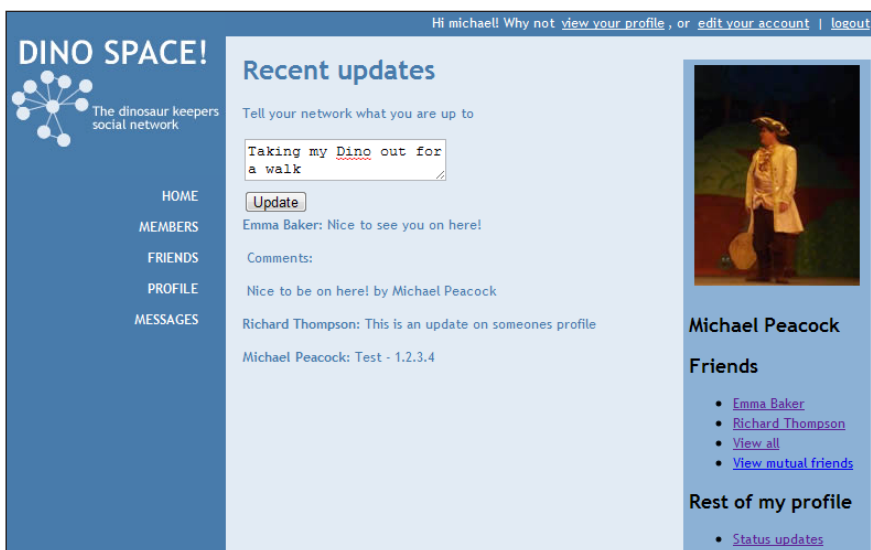 Hi michael! Why not view your profile , or edit your account | logout
DINO SPACE!
The dinosaur keepers
social network
HOME
MEMBERS
FRIENDS
PROFILE
MESSAGES
Recent updates
Tell your network what you are up to
Taking my Dino out for
a walk
Update
Emma Baker: Nice to see you on here!
Comments:
Nice to be on here! by Michael Peacock
Richard Thompson: This is an update on someones profile
Michael Peacock: Test - 1.2.3.4
Michael Peacock
Friends
Emma Baker
Richard Thompson
View all
View mutual friends
Rest of my profile
Status updates